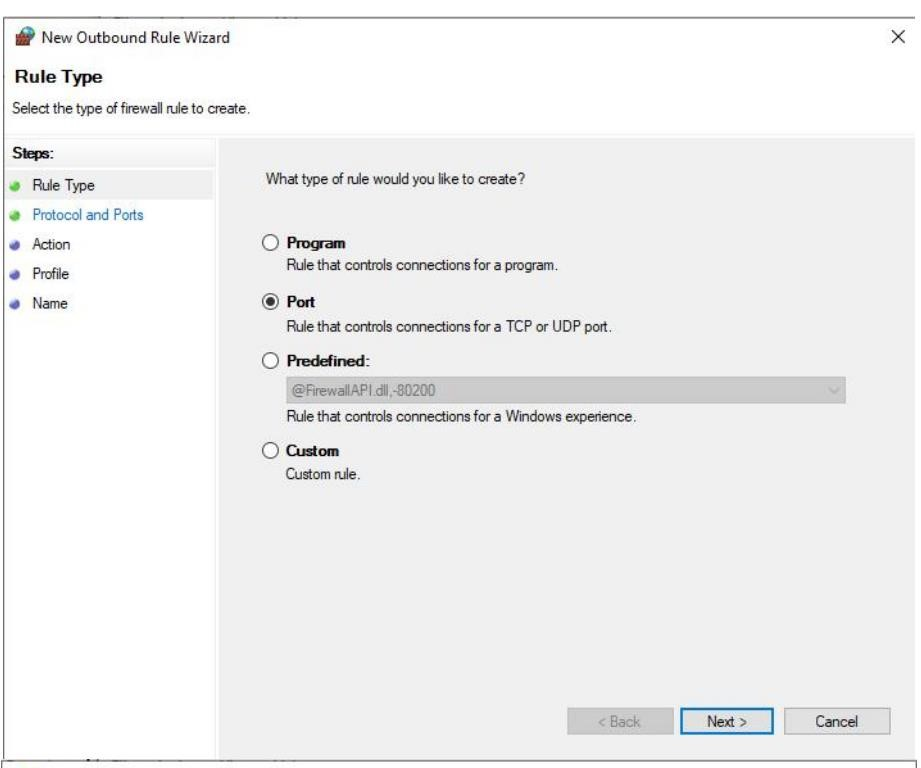 New Outbound Rule Wizard
Rule Type
Select the type of firewall rule to create.
Steps:
Rule Type
Protocol and Ports
Action
Profile
Name
What type of rule would you like to create?
Program
Rule that controls connections for a program.
Port
Rule that controls connections for a TCP or UDP port.
Predefined:
@FirewallAPI.dll,-80200
Rule that controls connections for a Windows experience.
Custom
Custom rule.
< Back Next > Cancel